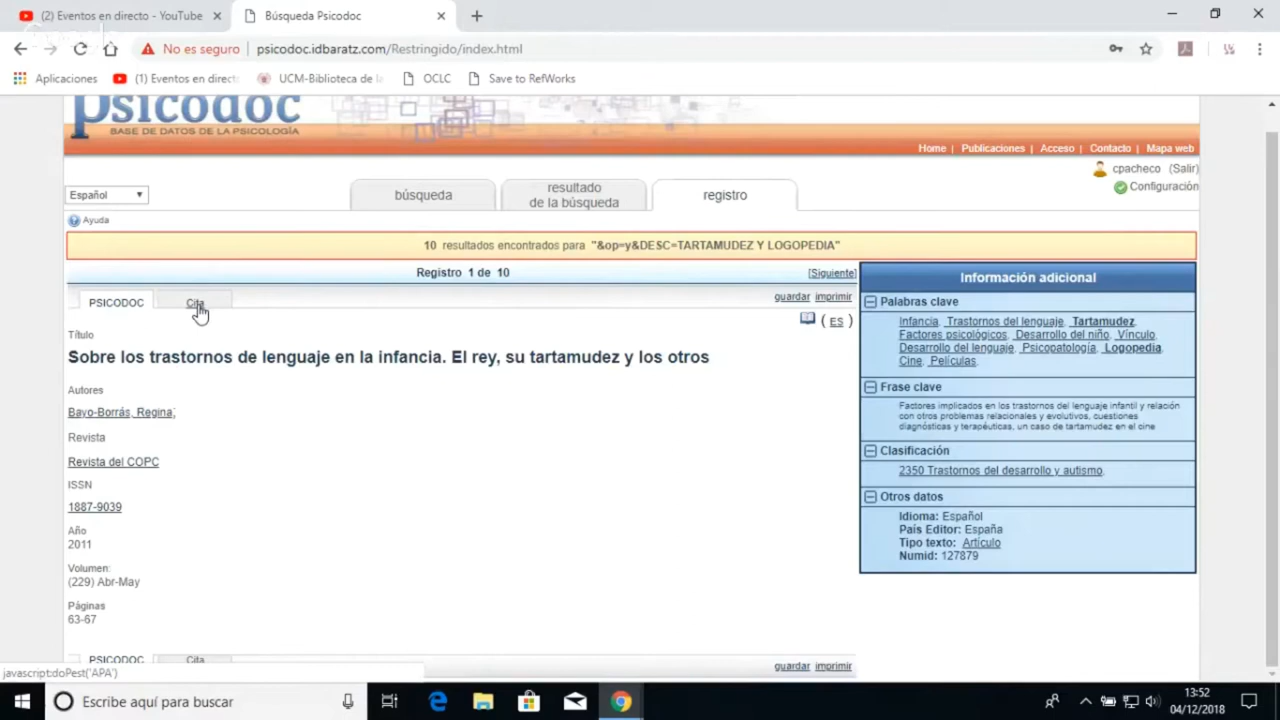 (2) Eventos en directo - YouTube
Búsqueda Psicodoc
No es seguro
psicodoc.idbaratz.com/Restringido/index.html
Aplicaciones
(1) Eventos en direct
UCM-Biblioteca de la
OCLC
Save to RefWorks
psicodoc
BASE DE DATOS DE LA PSICOLOGÍA
Home | Publicaciones | Acceso | Contacto | Mapa web
cpacheco (Salir)
Configuración
Español
búsqueda
resultado de la búsqueda
registro
Ayuda
10 resultados encontrados para "&op=y&DESC=TARTAMUDEZ Y LOGOPEDIA"
Registro 1 de 10
[Siguiente]
PSICODOC
Cita
guardar imprimir
( ES )
Título
Sobre los trastornos de lenguaje en la infancia. El rey, su tartamudez y los otros
Autores
Bayo-Borrás, Regina;
Revista
Revista del COPC
ISSN
1887-9039
Año
2011
Volumen:
(229) Abr-May
Páginas
63-67
PSICODOC
Cita
guardar imprimir
Información adicional
Palabras clave
Infancia, Trastornos del lenguaje, Tartamudez,
Factores psicológicos, Desarrollo del niño, Vínculo,
Desarrollo del lenguaje, Psicopatología, Logopedia,
Cine, Películas,
Frase clave
Factores implicados en los trastornos del lenguaje infantil y relación
con otros problemas relacionales y evolutivos, cuestiones
diagnósticas y terapéuticas, un caso de tartamudez en el cine
Clasificación
2350 Trastornos del desarrollo y autismo,
Otros datos
Idioma: Español
País Editor: España
Tipo texto: Artículo
Numid: 127879
javascript:doPest('APA')
Escribe aquí para buscar
13:52
04/12/2018